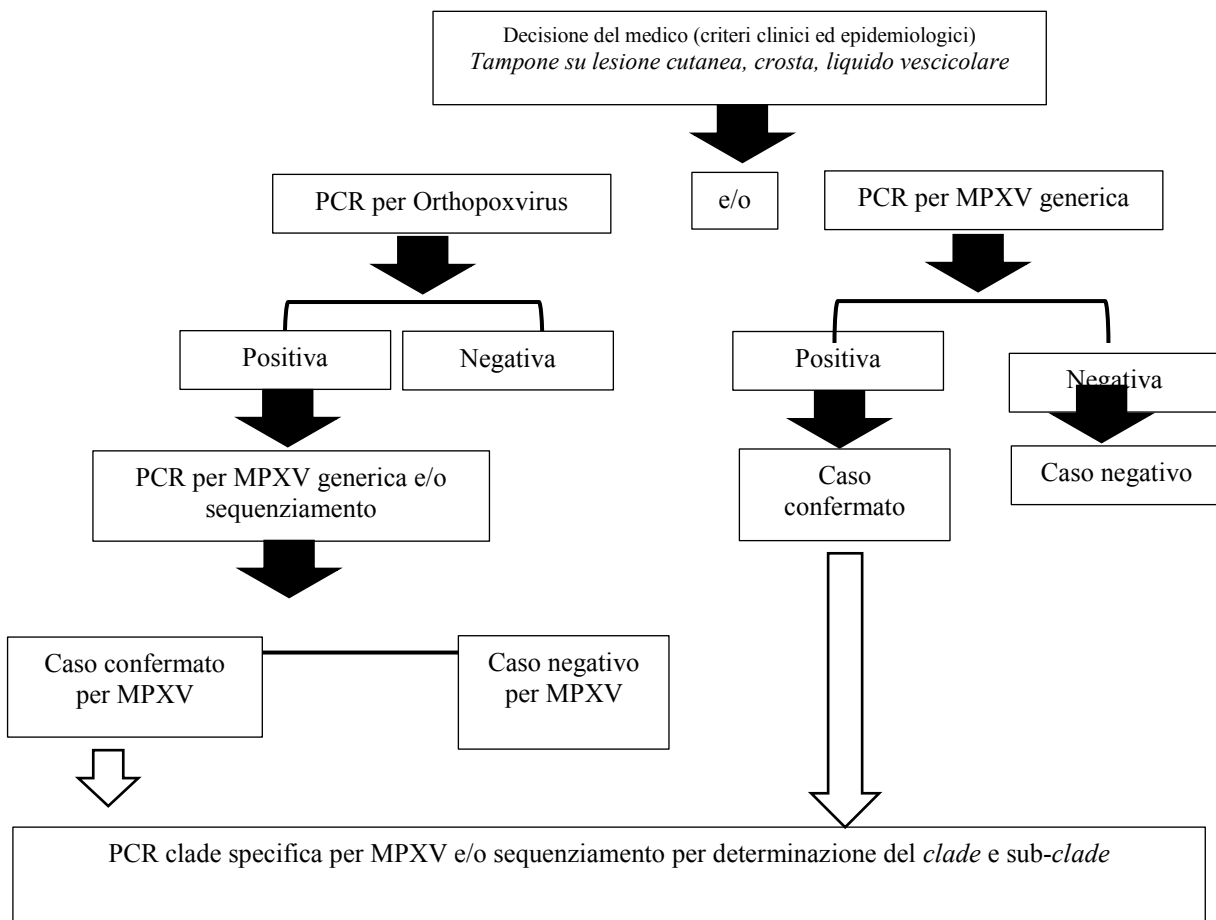 Decisione del medico (criteri clinici ed epidemiologici)
Tampone su lesione cutanea, crosta, liquido vescicolare
PCR per Orthopoxvirus
e/o
PCR per MPXV generica
Positiva
Negativa
Positiva
Negativa
PCR per MPXV generica e/o
sequenziamento
Caso
confermato
Caso negativo
Caso confermato
per MPXV
Caso negativo
per MPXV
PCR clade specifica per MPXV e/o sequenziamento per determinazione del clade e sub-clade